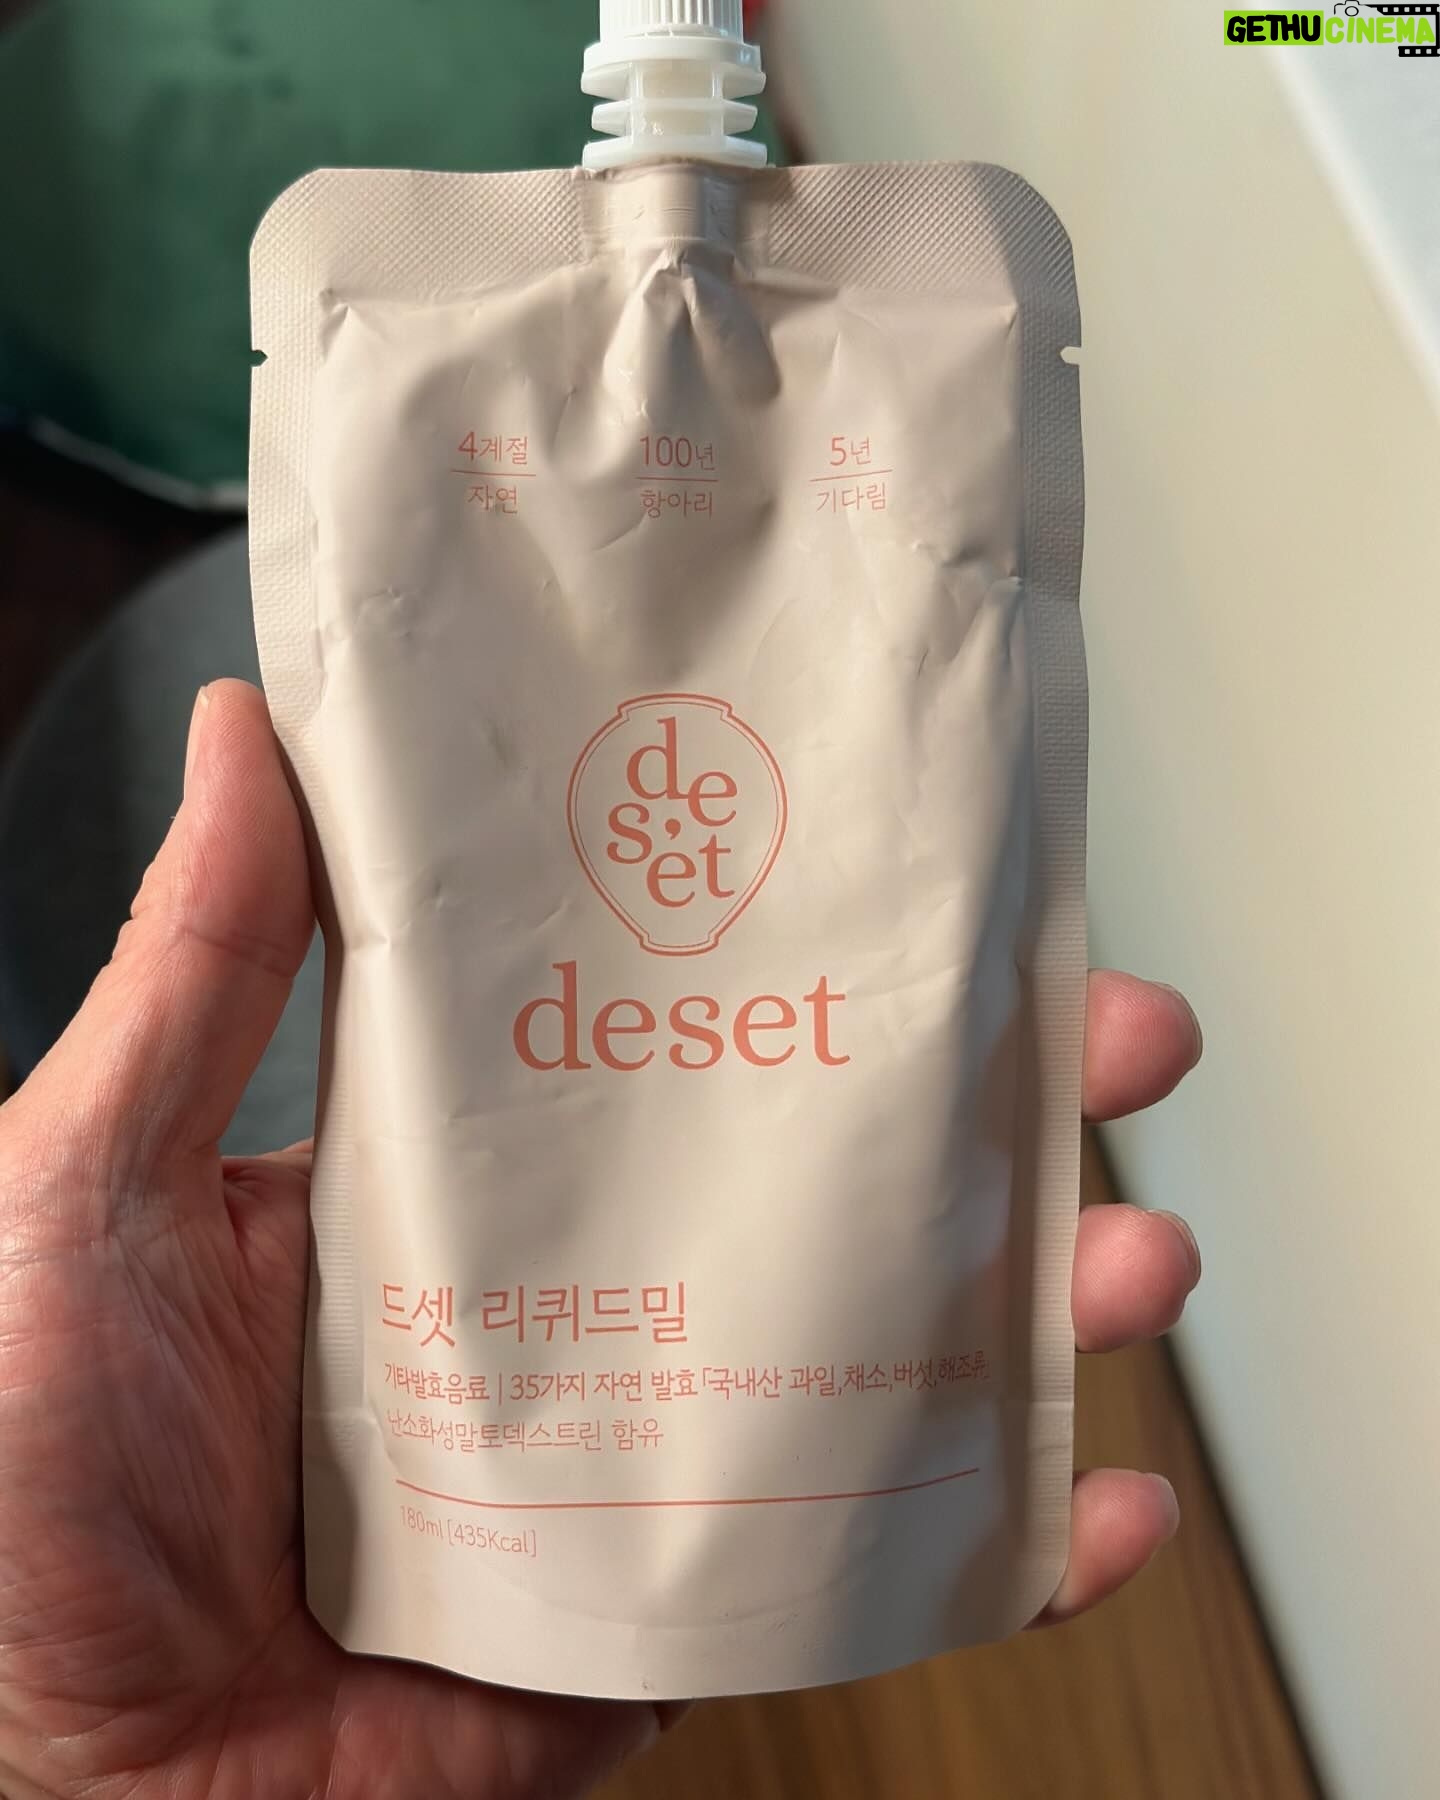 GETHUCINEMA
4계절 100년 5년
자연 항아리 기다림
de
s,et
deset
드셋 리퀴드밀
기타발효음료 | 35가지 자연 발효「국내산 과일,채소,버섯,해조류」
난소화성말토덱스트린 함유
180ml [435Kcal]